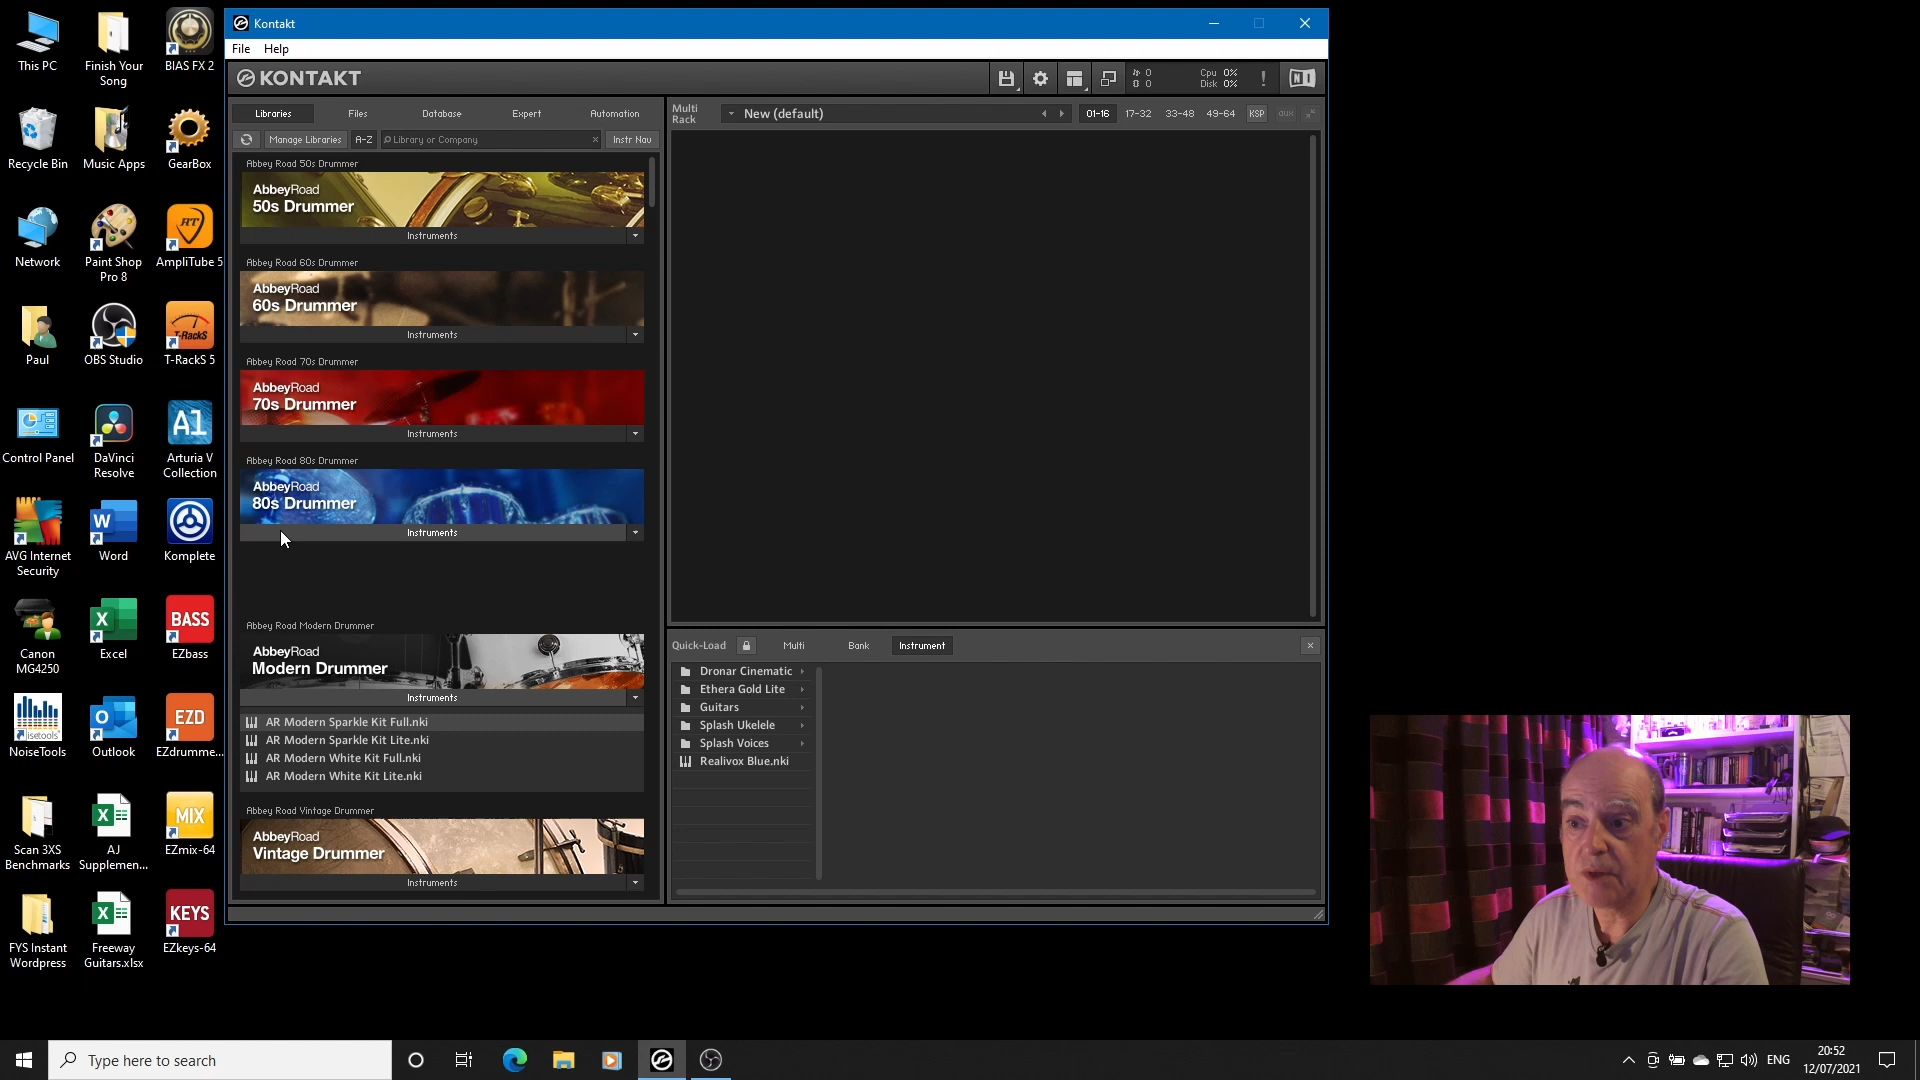 This PC
Finish Your
Song
BIAS FX 2
Recycle Bin
Music Apps
GearBox
Network
Paint Shop
Pro 8
AmpliTube 5
Paul
OBS Studio
T-RackS 5
Control Panel
DaVinci
Resolve
Arturia V
Collection
AVG Internet
Security
Word
Komplete
Canon
MG4250
Excel
EZbass
NoiseTools
Outlook
EZdrumme...
Scan 3XS
Benchmarks
AJ
Supplemen...
EZmix-64
FYS Instant
Wordpress
Freeway
Guitars.xlsx
EZkeys-64
A1
BASS
EZD
MIX
KEYS
Kontakt
File Help
KONTAKT
0
0
Cpu 0%
Disk 0%
!
Libraries Files Database Expert Automation
Manage Libraries A-Z Library or Company × Instr Nav
Abbey Road 50s Drummer
AbbeyRoad
50s Drummer
Instruments
Abbey Road 60s Drummer
AbbeyRoad
60s Drummer
Instruments
Abbey Road 70s Drummer
AbbeyRoad
70s Drummer
Instruments
Abbey Road 80s Drummer
AbbeyRoad
80s Drummer
Instruments
Abbey Road Modern Drummer
AbbeyRoad
Modern Drummer
Instruments
AR Modern Sparkle Kit Full.nki
AR Modern Sparkle Kit Lite.nki
AR Modern White Kit Full.nki
AR Modern White Kit Lite.nki
Abbey Road Vintage Drummer
AbbeyRoad
Vintage Drummer
Instruments
Multi
Rack
New (default)
01-16 17-32 33-48 49-64 KSP aux
Quick-Load Multi Bank Instrument
Dronar Cinematic
Ethera Gold Lite
Guitars
Splash Ukelele
Splash Voices
Realivox Blue.nki
Type here to search
ENG
20:52
12/07/2021